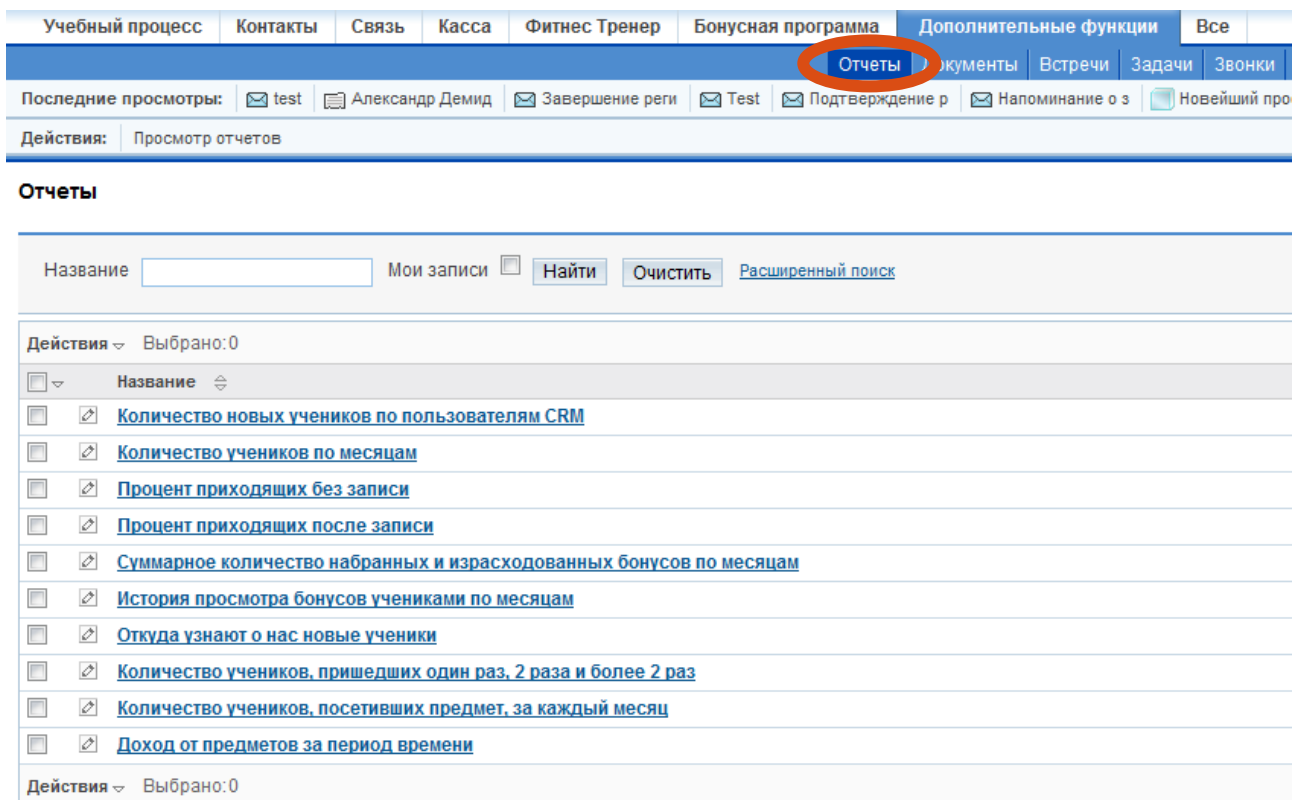 Учебный процесс Контакты Связь Касса Фитнес Тренер Бонусная программа Дополнительные функции Все
Отчеты Документы Встречи Задачи Звонки
Последние просмотры: test Александр Демид Завершение реги Test Подтверждение р Напоминание о з Новейший про
Действия: Просмотр отчетов
Отчеты
Название Мои записи Найти Очистить Расширенный поиск
Действия Выбрано:0
Название
Количество новых учеников по пользователям CRM
Количество учеников по месяцам
Процент приходящих без записи
Процент приходящих после записи
Суммарное количество набранных и израсходованных бонусов по месяцам
История просмотра бонусов учениками по месяцам
Откуда узнают о нас новые ученики
Количество учеников, пришедших один раз, 2 раза и более 2 раз
Количество учеников, посетивших предмет, за каждый месяц
Доход от предметов за период времени
Действия Выбрано:0